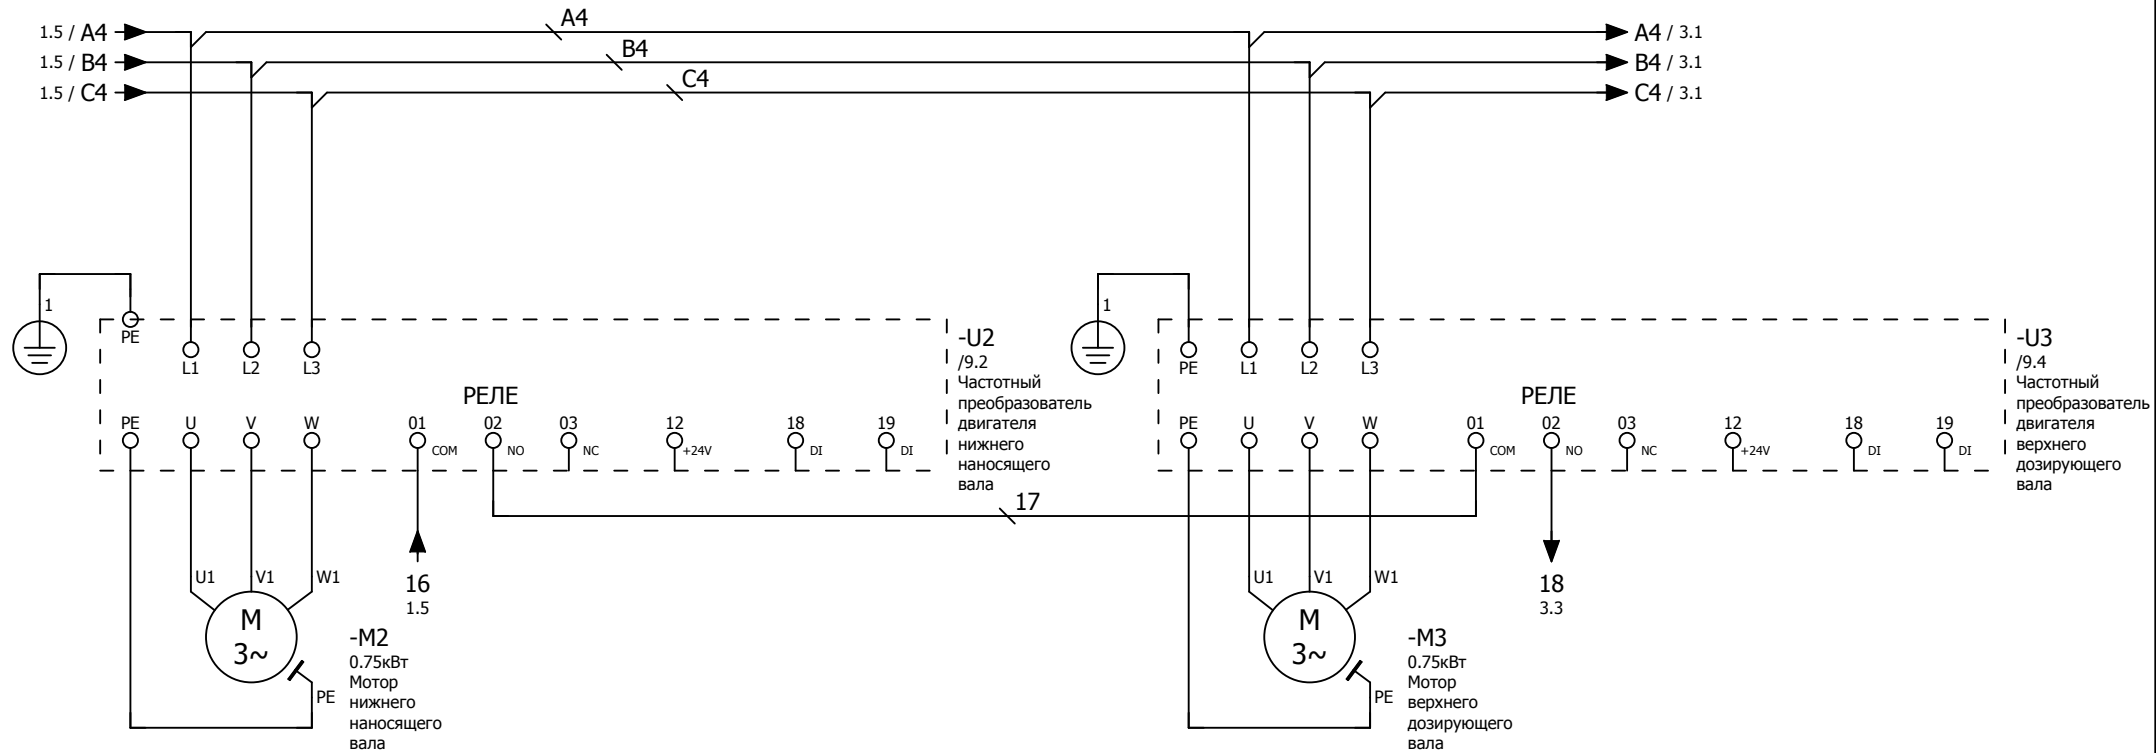 1.5 / A4
A4
A4 / 3.1
1.5 / B4
B4
B4 / 3.1
1.5 / C4
C4
C4 / 3.1
1
PE
L1
L2
L3
-U2
/9.2
Частотный
преобразователь
двигателя
нижнего
наносящего
вала
РЕЛЕ
PE
U
V
W
01
COM
02
NO
03
NC
12
+24V
18
DI
19
DI
1
PE
L1
L2
L3
-U3
/9.4
Частотный
преобразователь
двигателя
верхнего
дозирующего
вала
РЕЛЕ
PE
U
V
W
01
COM
02
NO
03
NC
12
+24V
18
DI
19
DI
17
U1
V1
W1
M
3~
PE
-M2
0.75кВт
Мотор
нижнего
наносящего
вала
16
1.5
U1
V1
W1
M
3~
PE
-M3
0.75кВт
Мотор
верхнего
дозирующего
вала
18
3.3